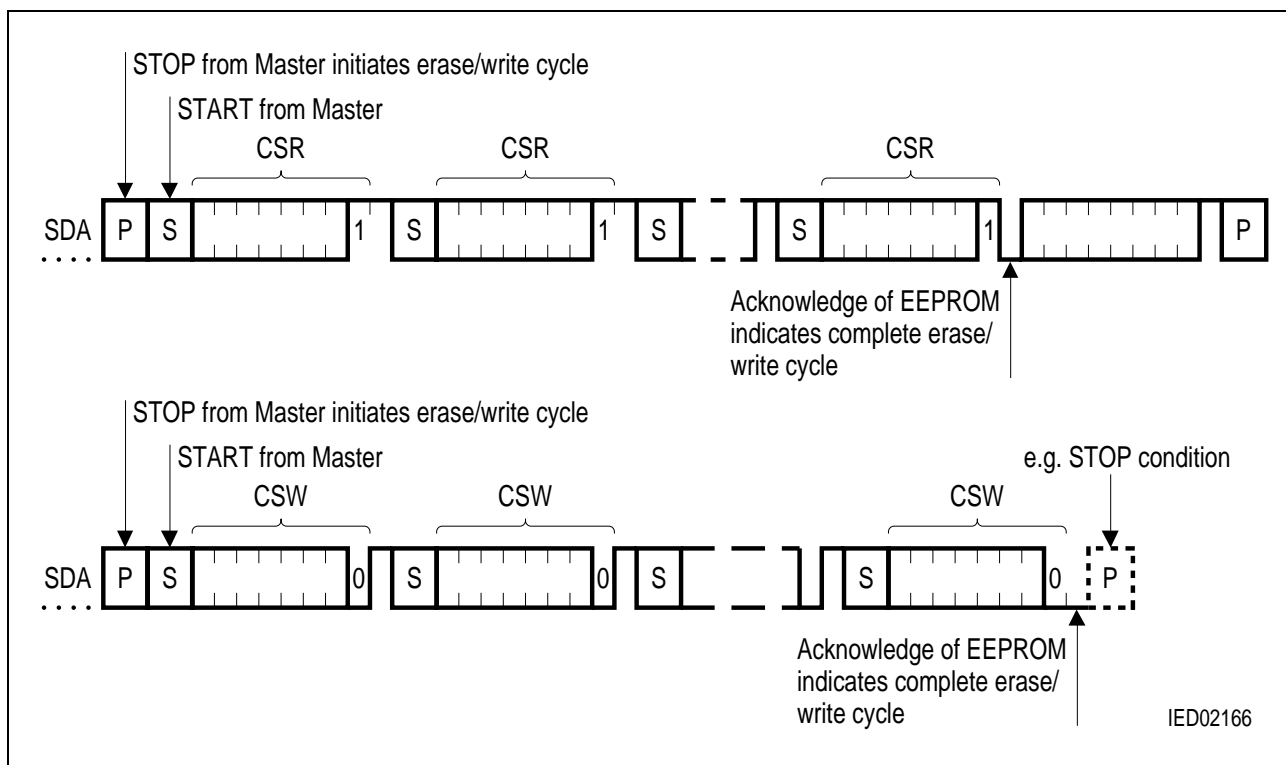 STOP from Master initiates erase/write cycle
START from Master
CSR CSR CSR
SDA P S 1 S 1 S S 1 P
Acknowledge of EEPROM
indicates complete erase/
write cycle
STOP from Master initiates erase/write cycle
START from Master e.g. STOP condition
CSW CSW CSW
SDA P S 0 S 0 S S 0 P
Acknowledge of EEPROM
indicates complete erase/
write cycle
IED02166